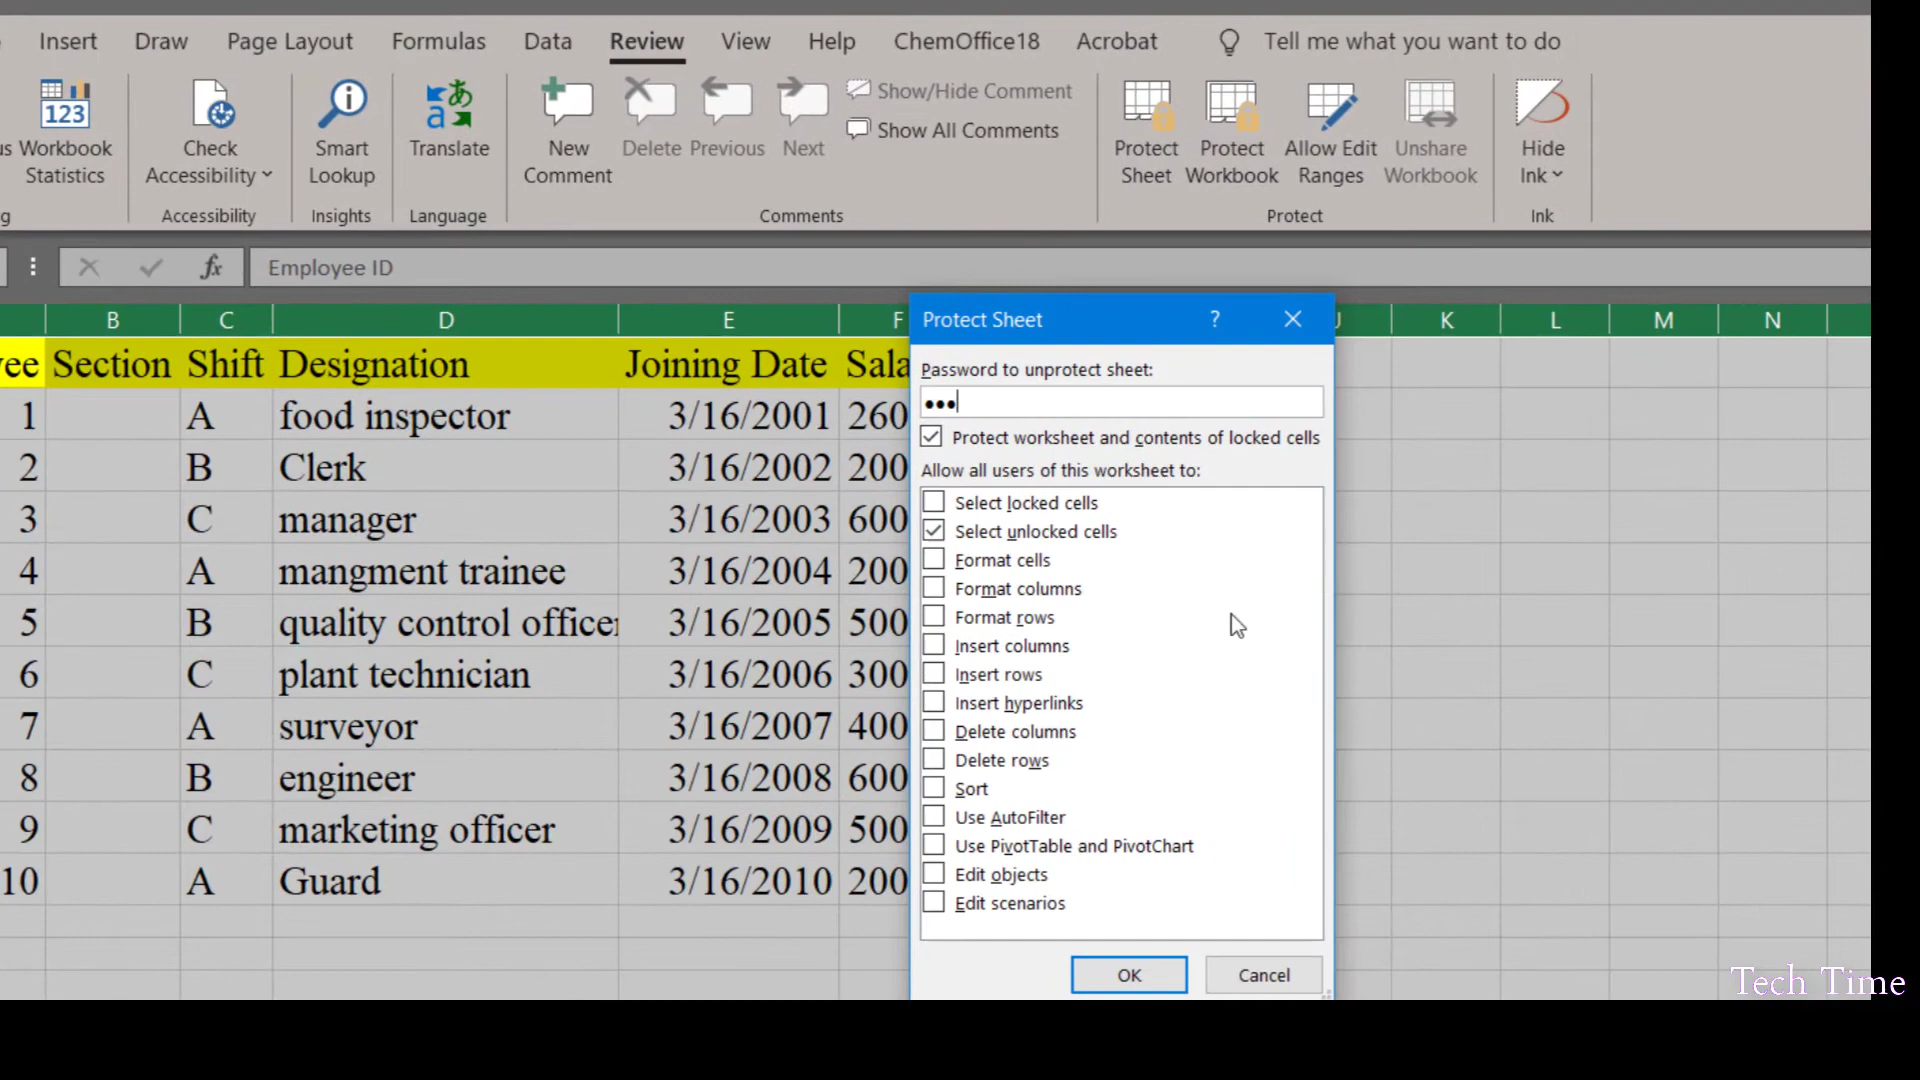 Insert Draw Page Layout Formulas Data Review View Help ChemOffice18 Acrobat Tell me what you want to do
123
Workbook Statistics
Check Accessibility
Smart Lookup
Translate
New Comment
Delete
Previous
Next
Show/Hide Comment
Show All Comments
Protect Sheet
Protect Workbook
Allow Edit Ranges
Unshare Workbook
Hide Ink
Accessibility Insights Language Comments Protect Ink
fx Employee ID
B C D E F J K L M N
ee Section Shift Designation Joining Date Sala
1 A food inspector 3/16/2001 260
2 B Clerk 3/16/2002 200
3 C manager 3/16/2003 600
4 A mangment trainee 3/16/2004 200
5 B quality control officer 3/16/2005 500
6 C plant technician 3/16/2006 300
7 A surveyor 3/16/2007 400
8 B engineer 3/16/2008 600
9 C marketing officer 3/16/2009 500
10 A Guard 3/16/2010 200
Protect Sheet ?
Password to unprotect sheet:
•••
Protect worksheet and contents of locked cells
Allow all users of this worksheet to:
Select locked cells
Select unlocked cells
Format cells
Format columns
Format rows
Insert columns
Insert rows
Insert hyperlinks
Delete columns
Delete rows
Sort
Use AutoFilter
Use PivotTable and PivotChart
Edit objects
Edit scenarios
OK Cancel
Tech Time